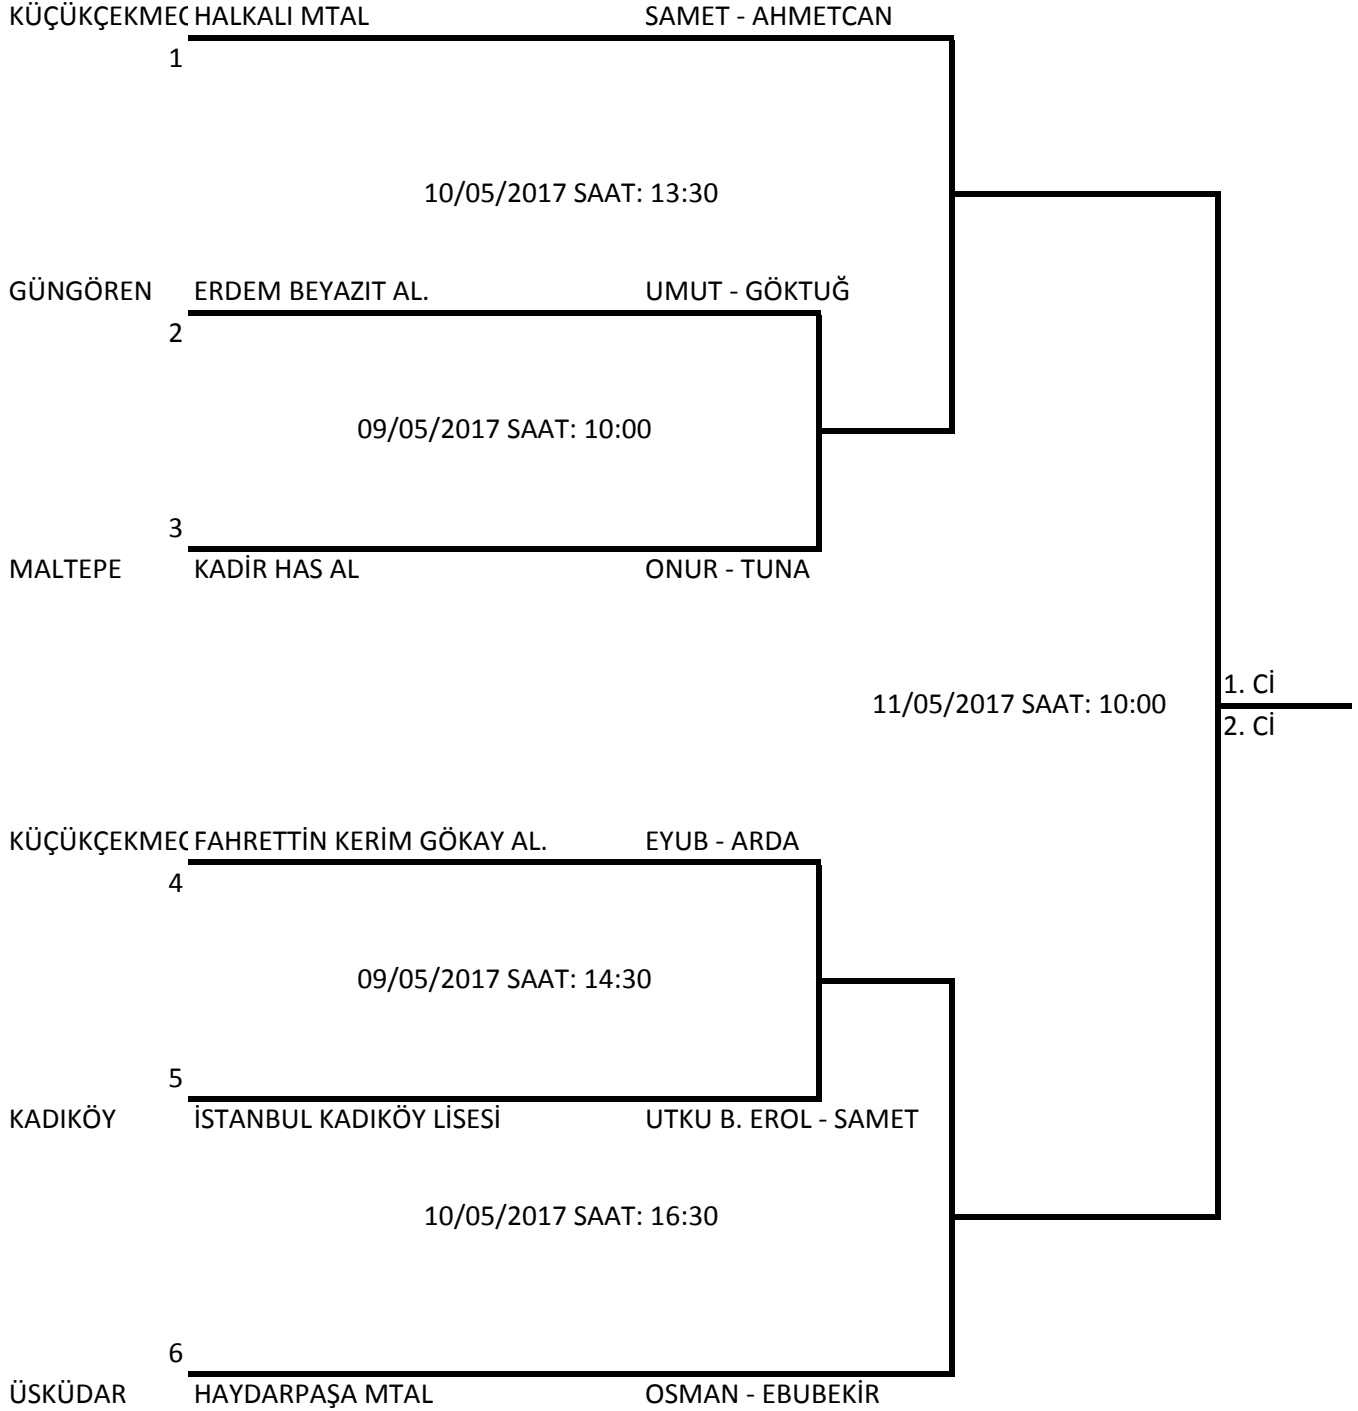 KÜÇÜKÇEKMEC HALKALI MTAL SAMET - AHMETCAN
1
10/05/2017 SAAT: 13:30
GÜNGÖREN ERDEM BEYAZIT AL. UMUT - GÖKTUĞ
2
09/05/2017 SAAT: 10:00
3
MALTEPE KADİR HAS AL ONUR - TUNA
1. Cİ
11/05/2017 SAAT: 10:00
2. Cİ
KÜÇÜKÇEKMEC FAHRETTİN KERİM GÖKAY AL. EYUB - ARDA
4
09/05/2017 SAAT: 14:30
5
KADIKÖY İSTANBUL KADIKÖY LİSESİ UTKU B. EROL - SAMET
10/05/2017 SAAT: 16:30
6
ÜSKÜDAR HAYDARPAŞA MTAL OSMAN - EBUBEKİR